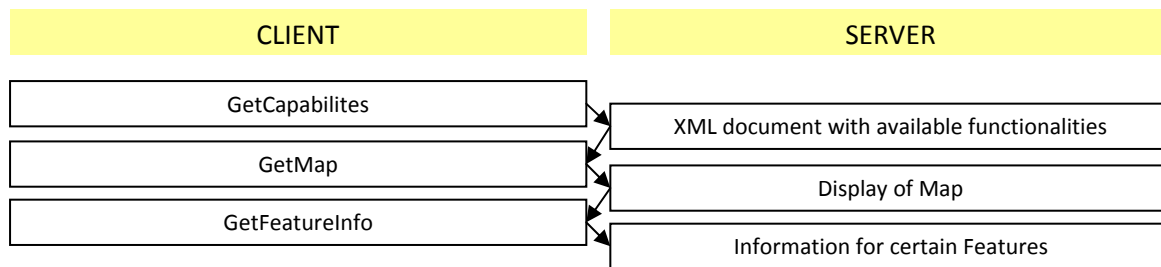 CLIENT
SERVER
GetCapabilites
XML document with available functionalities
GetMap
Display of Map
GetFeatureInfo
Information for certain Features